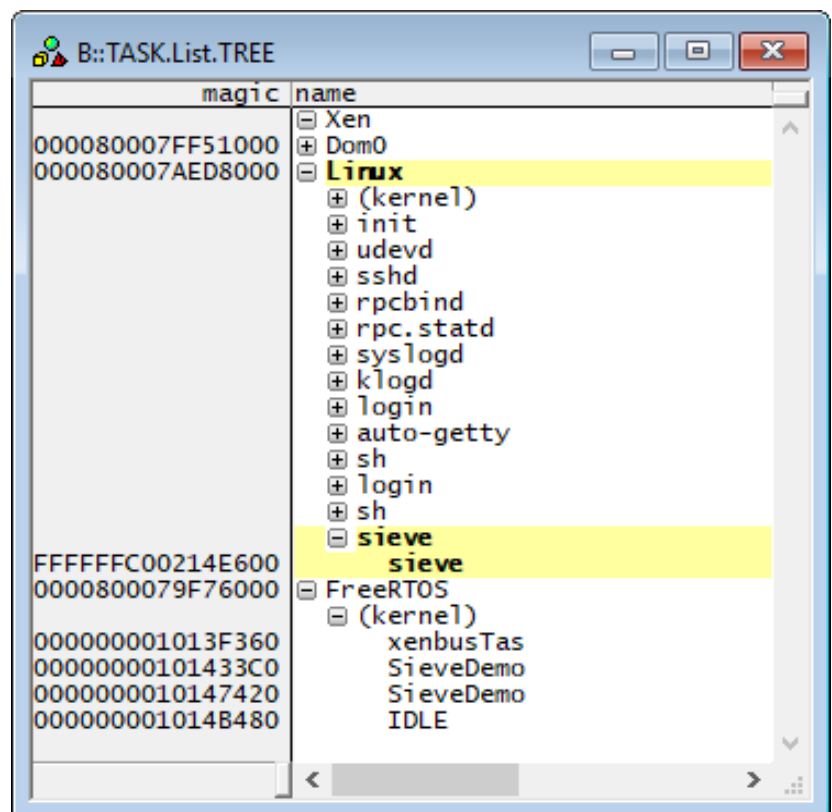 B::TASK.List.TREE
magic name
Xen
000080007FF51000 Dom0
000080007AED8000 Linux
(kernel)
init
udevd
sshd
rpcbind
rpc.statd
syslogd
klogd
login
auto-getty
sh
login
sh
sieve
FFFFFFC00214E600 sieve
0000800079F76000 FreeRTOS
(kernel)
000000001013F360 xenbusTas
00000000101433C0 SieveDemo
0000000010147420 SieveDemo
000000001014B480 IDLE